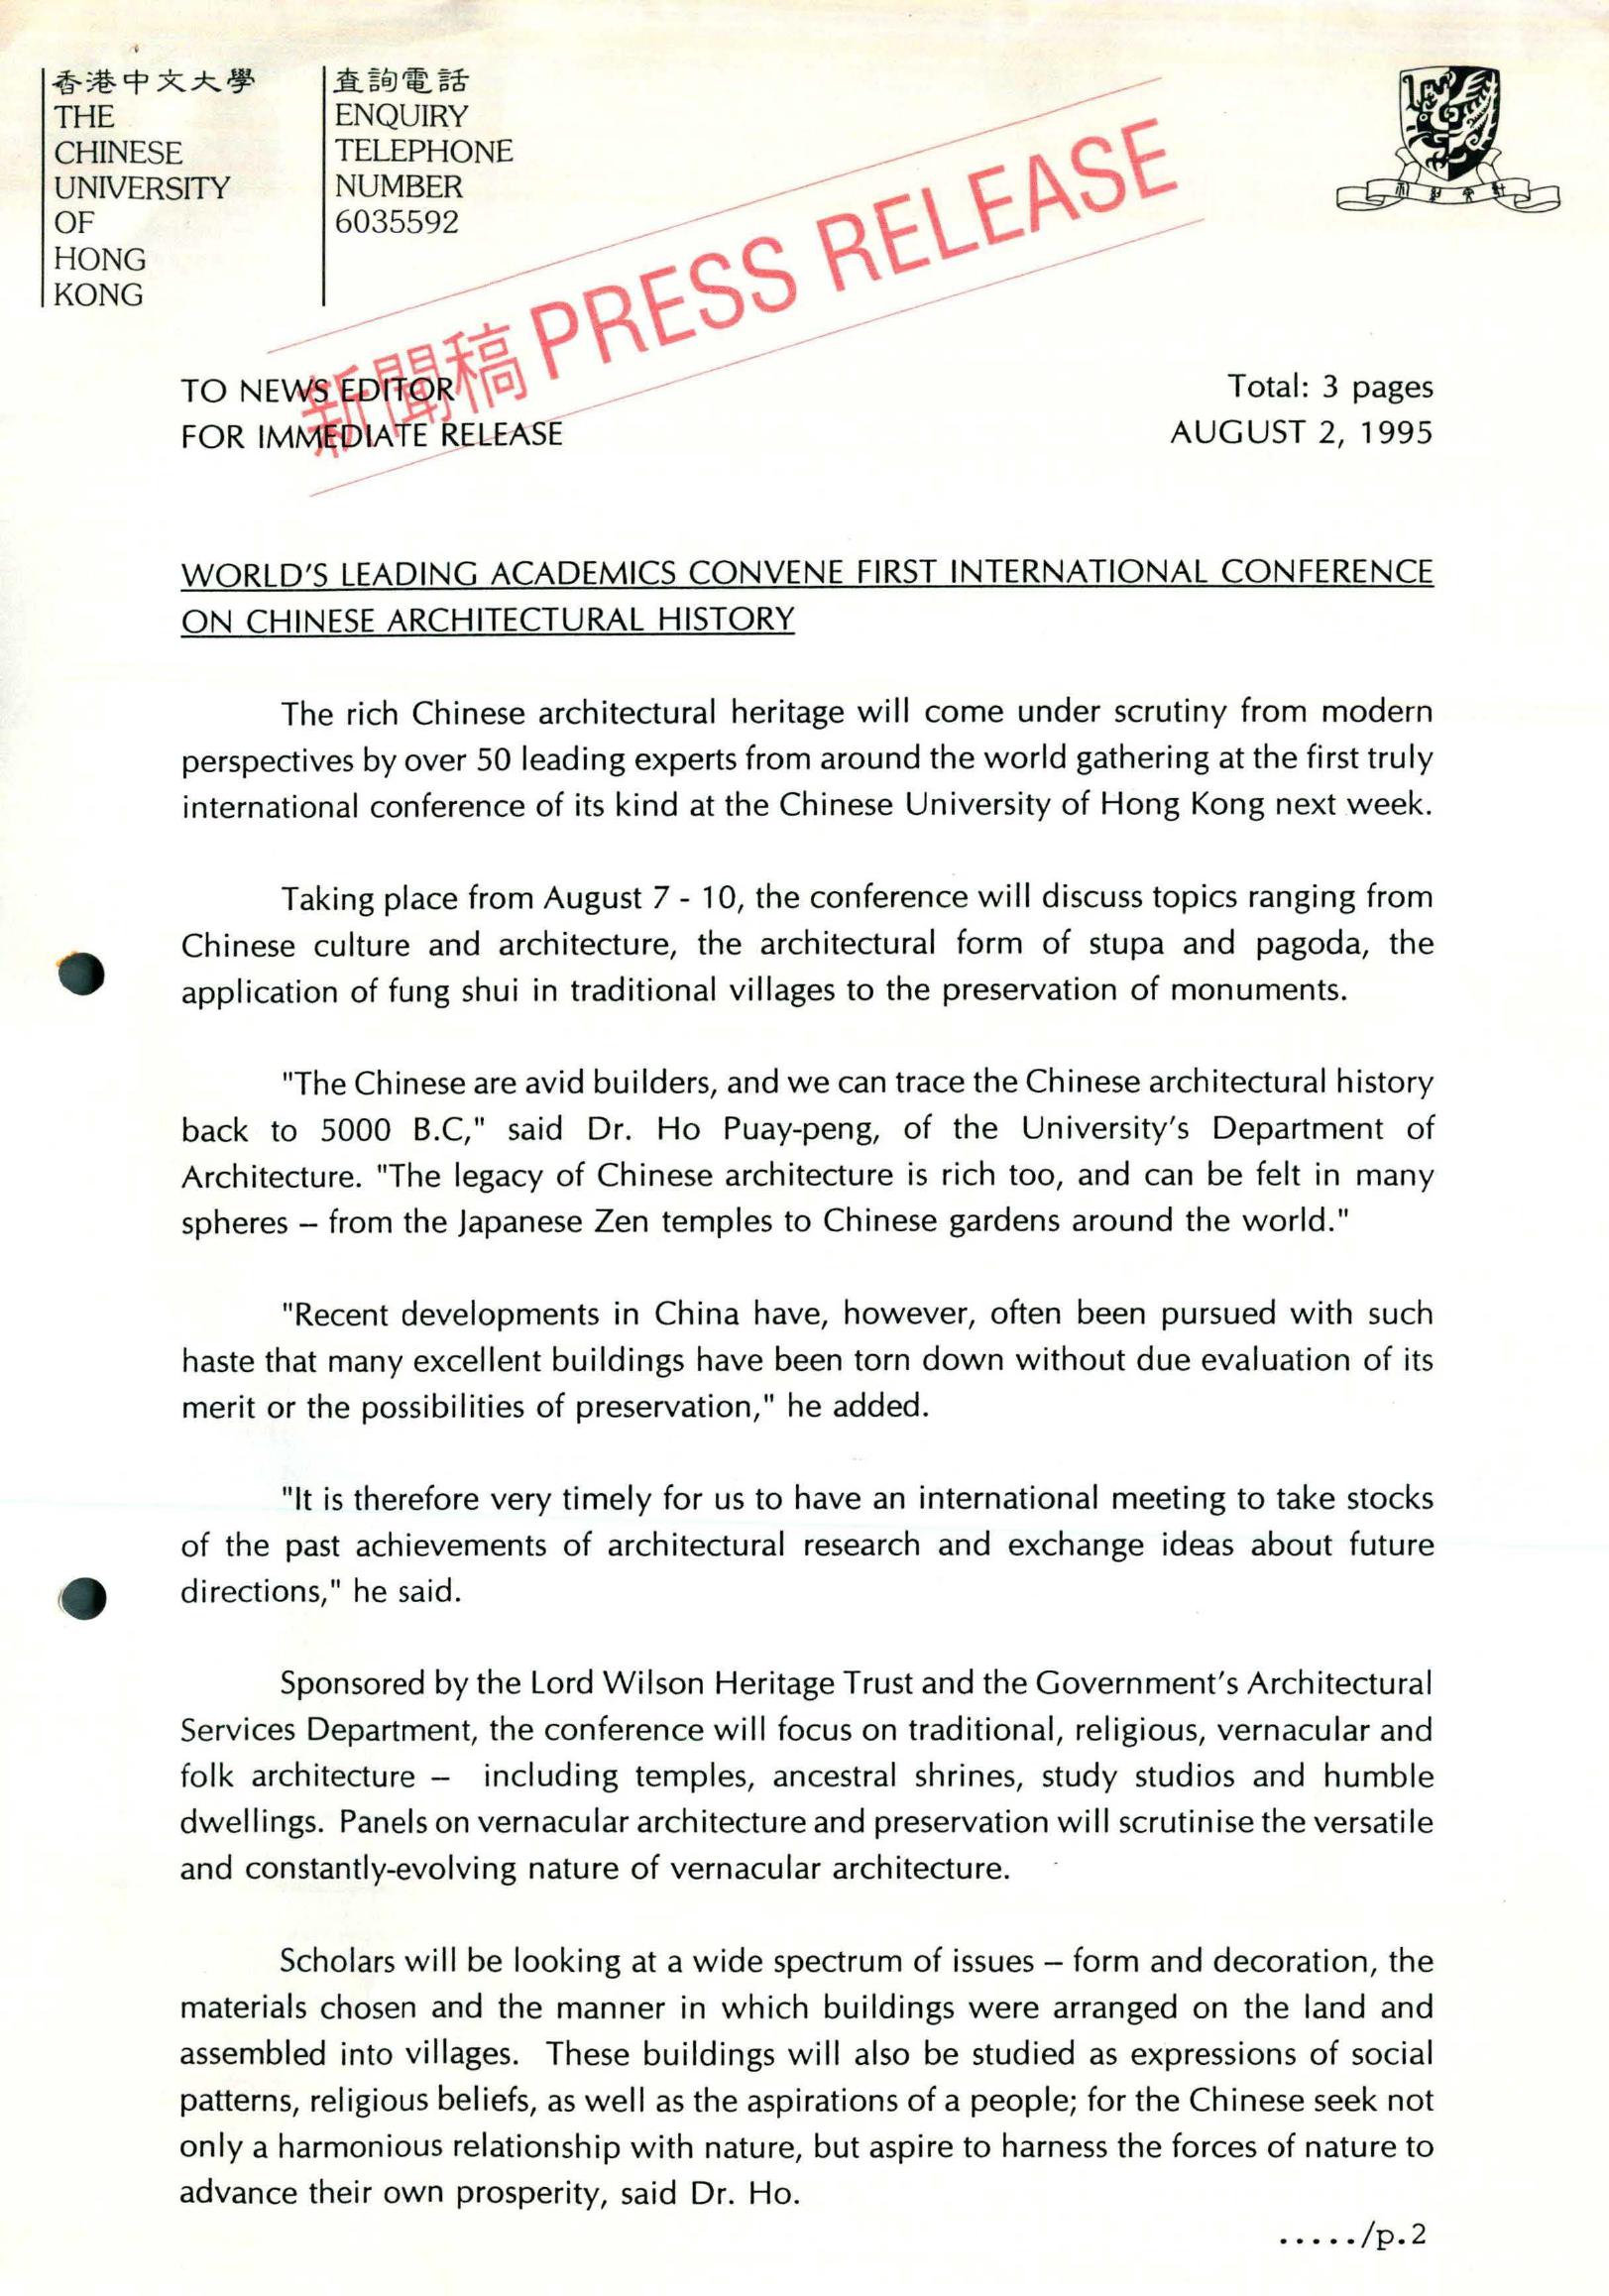 香港中文大學
THE
CHINESE
UNIVERSITY
OF
HONG
KONG
查詢電話
ENQUIRY
TELEPHONE
NUMBER
6035592
新聞稿 PRESS RELEASE
TO NEWS EDITOR
FOR IMMEDIATE RELEASE
Total: 3 pages
AUGUST 2, 1995
WORLD'S LEADING ACADEMICS CONVENE FIRST INTERNATIONAL CONFERENCE
ON CHINESE ARCHITECTURAL HISTORY
The rich Chinese architectural heritage will come under scrutiny from modern
perspectives by over 50 leading experts from around the world gathering at the first truly
international conference of its kind at the Chinese University of Hong Kong next week.
Taking place from August 7 - 10, the conference will discuss topics ranging from
Chinese culture and architecture, the architectural form of stupa and pagoda, the
application of fung shui in traditional villages to the preservation of monuments.
"The Chinese are avid builders, and we can trace the Chinese architectural history
back to 5000 B.C," said Dr. Ho Puay-peng, of the University's Department of
Architecture. "The legacy of Chinese architecture is rich too, and can be felt in many
spheres – from the Japanese Zen temples to Chinese gardens around the world."
"Recent developments in China have, however, often been pursued with such
haste that many excellent buildings have been torn down without due evaluation of its
merit or the possibilities of preservation," he added.
"It is therefore very timely for us to have an international meeting to take stocks
of the past achievements of architectural research and exchange ideas about future
directions," he said.
Sponsored by the Lord Wilson Heritage Trust and the Government's Architectural
Services Department, the conference will focus on traditional, religious, vernacular and
folk architecture – including temples, ancestral shrines, study studios and humble
dwellings. Panels on vernacular architecture and preservation will scrutinise the versatile
and constantly-evolving nature of vernacular architecture.
Scholars will be looking at a wide spectrum of issues – form and decoration, the
materials chosen and the manner in which buildings were arranged on the land and
assembled into villages. These buildings will also be studied as expressions of social
patterns, religious beliefs, as well as the aspirations of a people; for the Chinese seek not
only a harmonious relationship with nature, but aspire to harness the forces of nature to
advance their own prosperity, said Dr. Ho.
...../p.2